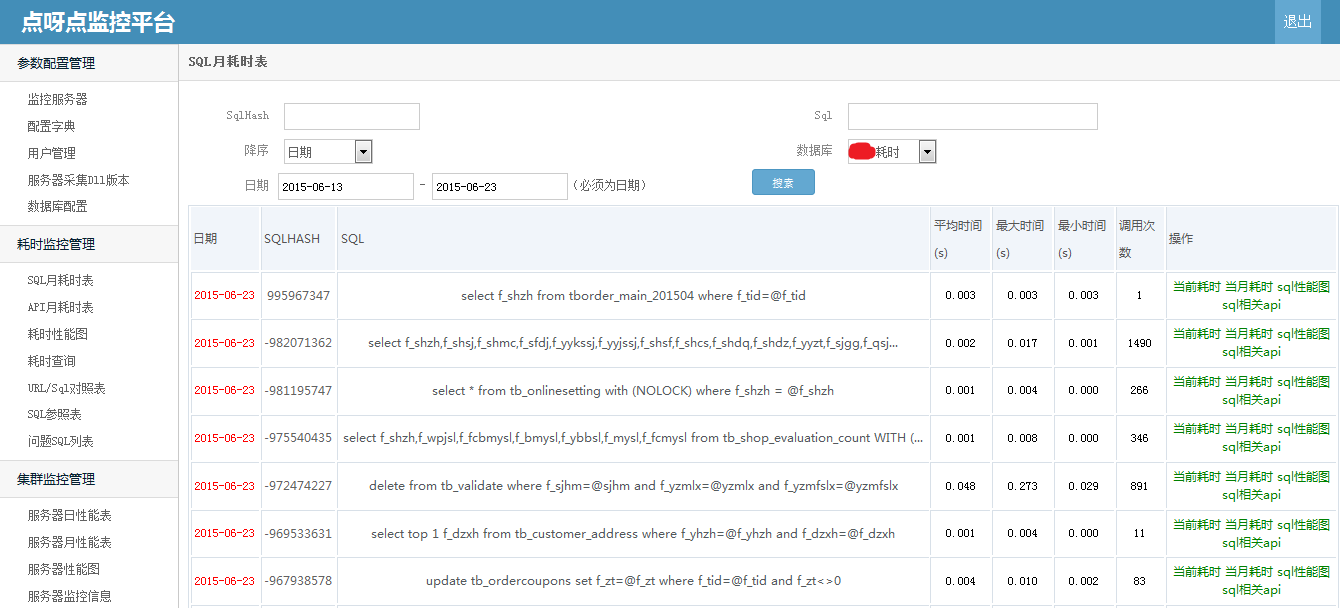 点呀点监控平台
退出
参数配置管理
监控服务器
配置字典
用户管理
服务器采集Dll版本
数据库配置
耗时监控管理
SQL月耗时表
API月耗时表
耗时性能图
耗时查询
URL/Sql对照表
SQL参照表
问题SQL列表
集群监控管理
服务器日性能表
服务器月性能表
服务器性能图
服务器监控信息
SQL月耗时表
SqlHash Sql
降序 日期 数据库 耗时
日期 2015-06-13 - 2015-06-23 (必须为日期) 搜索
日期 SQLHASH SQL 平均时间(s) 最大时间(s) 最小时间(s) 调用次数 操作
2015-06-23 995967347 select f_shzh from tborder_main_201504 where f_tid=@f_tid 0.003 0.003 0.003 1 当前耗时 当月耗时 sql性能图
sql相关api
2015-06-23 -982071362 select f_shzh,f_shsj,f_shmc,f_sfdj,f_yykssj,f_yyjssj,f_shsf,f_shcs,f_shdq,f_shdz,f_yyzt,f_sjgg,f_qsj... 0.002 0.017 0.001 1490 当前耗时 当月耗时 sql性能图
sql相关api
2015-06-23 -981195747 select * from tb_onlinesetting with (NOLOCK) where f_shzh = @f_shzh 0.001 0.004 0.000 266 当前耗时 当月耗时 sql性能图
sql相关api
2015-06-23 -975540435 select f_shzh,f_wpjsl,f_fcbmysl,f_bmysl,f_ybbsl,f_mysl,f_fcmysl from tb_shop_evaluation_count WITH (... 0.001 0.008 0.000 346 当前耗时 当月耗时 sql性能图
sql相关api
2015-06-23 -972474227 delete from tb_validate where f_sjhm=@sjhm and f_yzmlx=@yzmlx and f_yzmfslx=@yzmfslx 0.048 0.273 0.029 891 当前耗时 当月耗时 sql性能图
sql相关api
2015-06-23 -969533631 select top 1 f_dzxh from tb_customer_address where f_yhzh=@f_yhzh and f_dzxh=@f_dzxh 0.001 0.004 0.000 11 当前耗时 当月耗时 sql性能图
sql相关api
2015-06-23 -967938578 update tb_ordercoupons set f_zt=@f_zt where f_tid=@f_tid and f_zt<>0 0.004 0.010 0.002 83 当前耗时 当月耗时 sql性能图
sql相关api